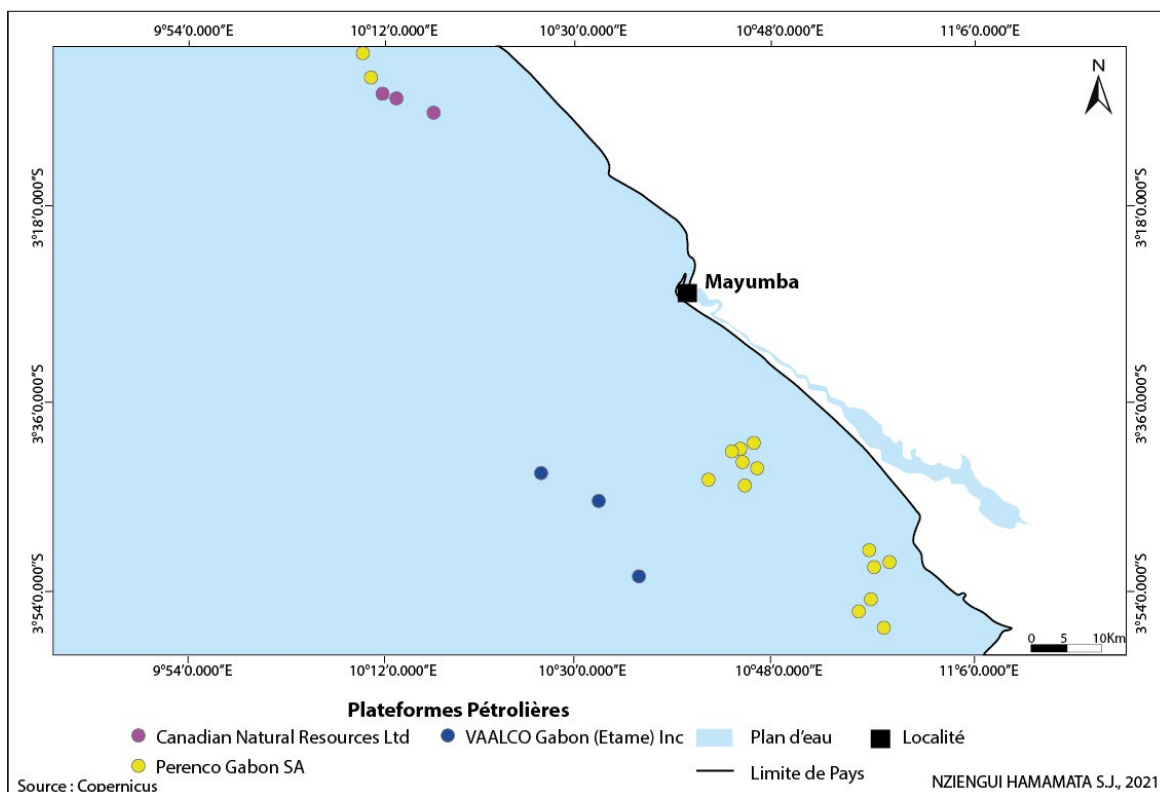 9°54'0.000"E 10°12'0.000"E 10°30'0.000"E 10°48'0.000"E 11°6'0.000"E
N
3°18'0.000"S 3°18'0.000"S
Mayumba
3°36'0.000"S 3°36'0.000"S
3°54'0.000"S 3°54'0.000"S
0 5 10Km
9°54'0.000"E 10°12'0.000"E 10°30'0.000"E 10°48'0.000"E 11°6'0.000"E
Plateformes Pétrolières
Canadian Natural Resources Ltd VAALCO Gabon (Etame) Inc Plan d'eau Localité
Perenco Gabon SA Limite de Pays
Source : Copernicus NZIENGUI HAMAMATA S.J., 2021